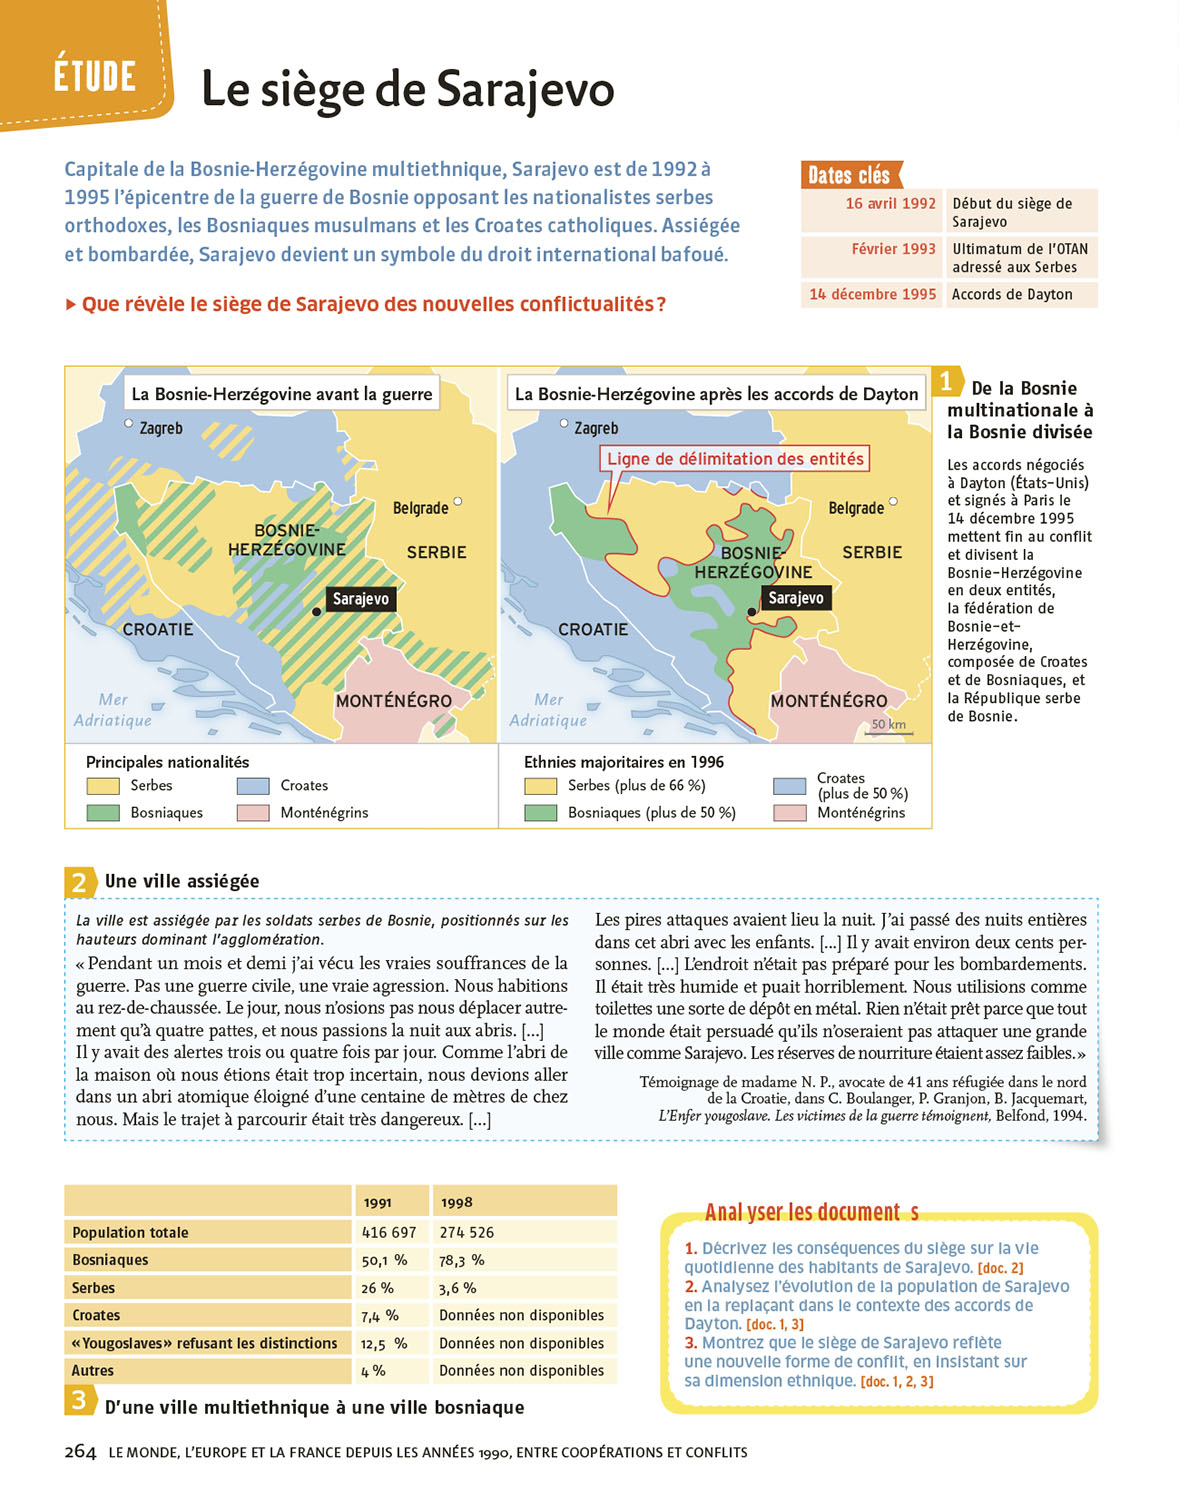 ÉTUDE
Le siège de Sarajevo
Capitale de la Bosnie-Herzégovine multiethnique, Sarajevo est de 1992 à
1995 l'épicentre de la guerre de Bosnie opposant les nationalistes serbes
orthodoxes, les Bosniaques musulmans et les Croates catholiques. Assiégée
et bombardée, Sarajevo devient un symbole du droit international bafoué.
▶ Que révèle le siège de Sarajevo des nouvelles conflictualités ?
Dates clés
16 avril 1992 Début du siège de
Sarajevo
Février 1993 Ultimatum de l'OTAN
adressé aux Serbes
14 décembre 1995 Accords de Dayton
La Bosnie-Herzégovine avant la guerre
Zagreb
Belgrade
BOSNIE-
HERZÉGOVINE
SERBIE
Sarajevo
CROATIE
MONTÉNÉGRO
Mer
Adriatique
Principales nationalités
Serbes
Croates
Bosniaques
Monténégrins
La Bosnie-Herzégovine après les accords de Dayton
Zagreb
Ligne de délimitation des entités
Belgrade
BOSNIE-
HERZÉGOVINE
SERBIE
Sarajevo
CROATIE
MONTÉNÉGRO
Mer
Adriatique
50 km
Ethnies majoritaires en 1996
Serbes (plus de 66 %)
Croates
(plus de 50 %)
Bosniaques (plus de 50 %)
Monténégrins
1 De la Bosnie
multinationale à
la Bosnie divisée
Les accords négociés
à Dayton (États-Unis)
et signés à Paris le
14 décembre 1995
mettent fin au conflit
et divisent la
Bosnie-Herzégovine
en deux entités,
la fédération de
Bosnie-et-
Herzégovine,
composée de Croates
et de Bosniaques, et
la République serbe
de Bosnie.
2 Une ville assiégée
La ville est assiégée par les soldats serbes de Bosnie, positionnés sur les
hauteurs dominant l'agglomération.
« Pendant un mois et demi j'ai vécu les vraies souffrances de la
guerre. Pas une guerre civile, une vraie agression. Nous habitions
au rez-de-chaussée. Le jour, nous n'osions pas nous déplacer autre-
ment qu'à quatre pattes, et nous passions la nuit aux abris. [...]
Il y avait des alertes trois ou quatre fois par jour. Comme l'abri de
la maison où nous étions était trop incertain, nous devions aller
dans un abri atomique éloigné d'une centaine de mètres de chez
nous. Mais le trajet à parcourir était très dangereux. [...]
Les pires attaques avaient lieu la nuit. J'ai passé des nuits entières
dans cet abri avec les enfants. [...] Il y avait environ deux cents per-
sonnes. [...] L'endroit n'était pas préparé pour les bombardements.
Il était très humide et puait horriblement. Nous utilisions comme
toilettes une sorte de dépôt en métal. Rien n'était prêt parce que tout
le monde était persuadé qu'ils n'oseraient pas attaquer une grande
ville comme Sarajevo. Les réserves de nourriture étaient assez faibles. »
Témoignage de madame N. P., avocate de 41 ans réfugiée dans le nord
de la Croatie, dans C. Boulanger, P. Granjon, B. Jacquemart,
L'Enfer yougoslave. Les victimes de la guerre témoignent, Belfond, 1994.
1991 1998
Population totale 416 697 274 526
Bosniaques 50,1 % 78,3 %
Serbes 26 % 3,6 %
Croates 7,4 % Données non disponibles
«Yougoslaves» refusant les distinctions 12,5 % Données non disponibles
Autres 4 % Données non disponibles
3 D'une ville multiethnique à une ville bosniaque
Anal yser les document s
1. Décrivez les conséquences du siège sur la vie
quotidienne des habitants de Sarajevo. [doc. 2]
2. Analysez l'évolution de la population de Sarajevo
en la replaçant dans le contexte des accords de
Dayton. [doc. 1, 3]
3. Montrez que le siège de Sarajevo reflète
une nouvelle forme de conflit, en insistant sur
sa dimension ethnique. [doc. 1, 2, 3]
264 LE MONDE, L'EUROPE ET LA FRANCE DEPUIS LES ANNÉES 1990, ENTRE COOPÉRATIONS ET CONFLITS